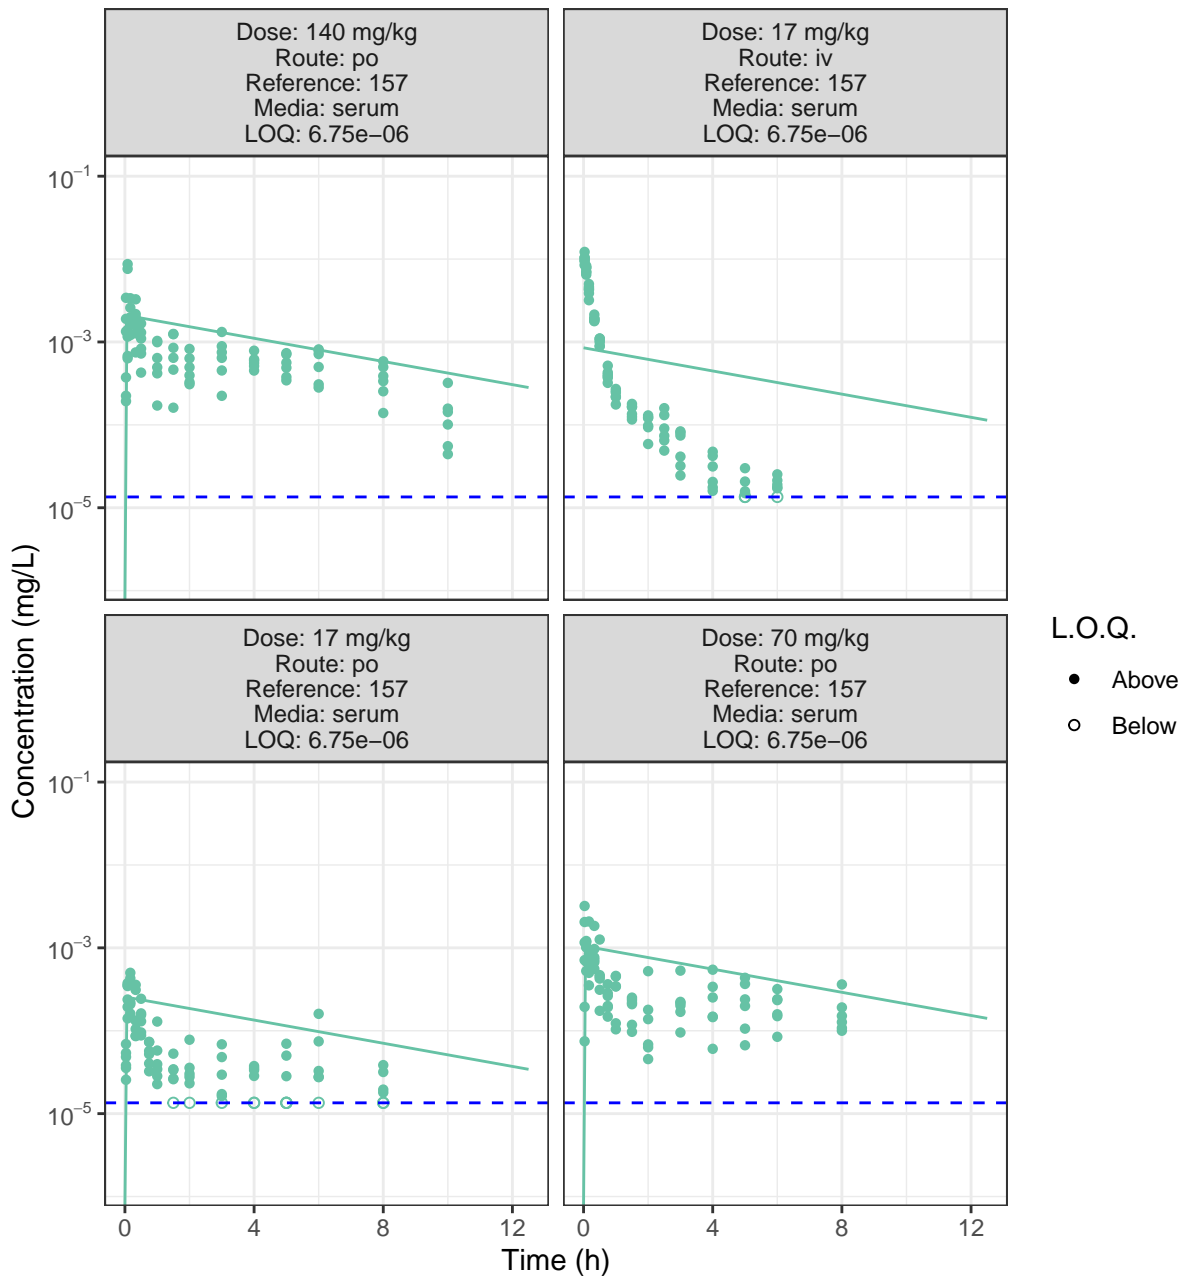 Dose: 140 mg/kg
Route: po
Reference: 157
Media: serum
LOQ: 6.75e−06
Dose: 17 mg/kg
Route: iv
Reference: 157
Media: serum
LOQ: 6.75e−06
10⁻¹
10⁻³
10⁻⁵
Dose: 17 mg/kg
Route: po
Reference: 157
Media: serum
LOQ: 6.75e−06
Dose: 70 mg/kg
Route: po
Reference: 157
Media: serum
LOQ: 6.75e−06
10⁻¹
10⁻³
10⁻⁵
Concentration (mg/L)
0 4 8 12
0 4 8 12
Time (h)
L.O.Q.
Above
Below